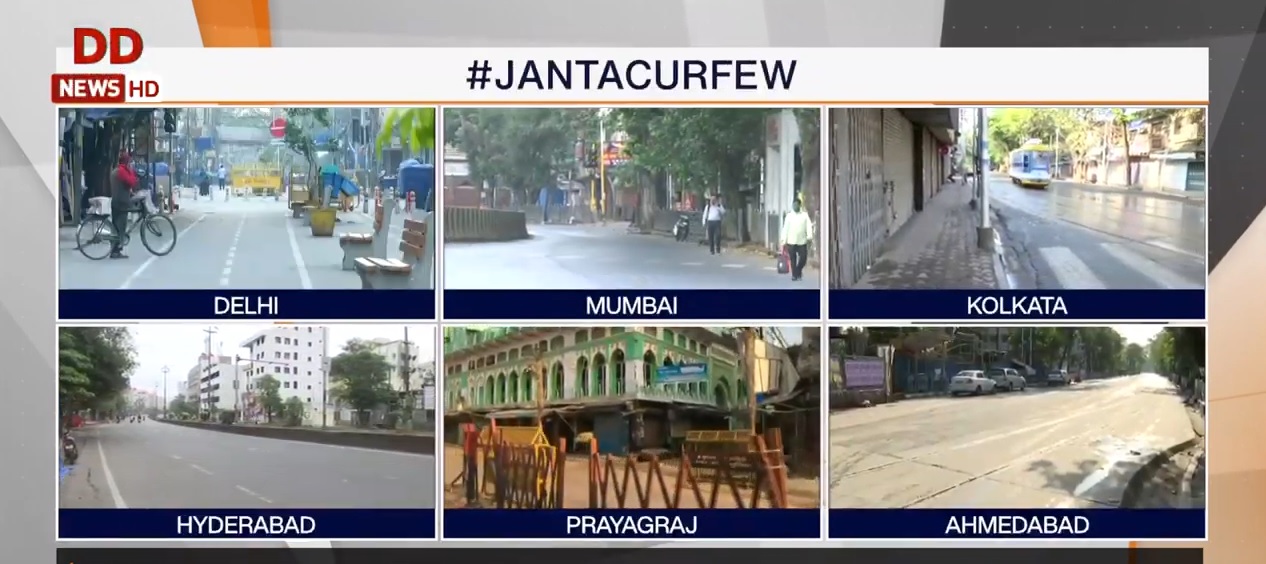 DD
NEWS HD
#JANTACURFEW
DELHI
MUMBAI
KOLKATA
HYDERABAD
PRAYAGRAJ
AHMEDABAD